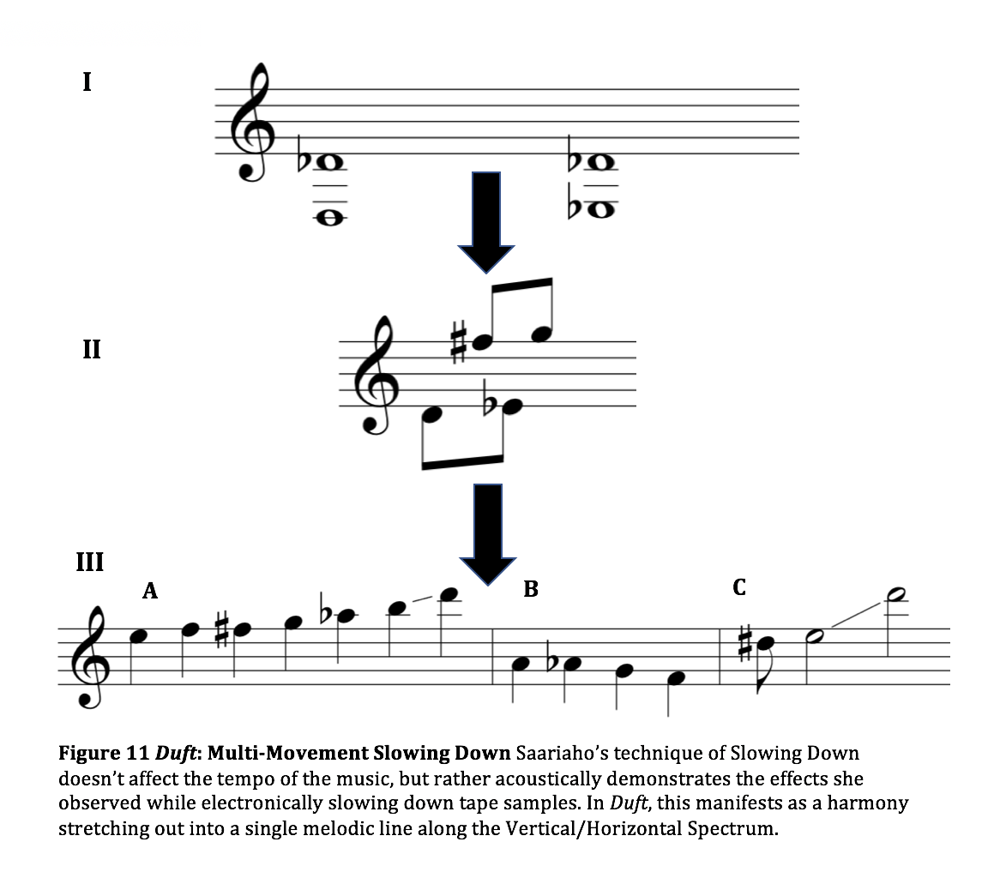 I
II
III
A
B
C
Figure 11 Duft: Multi-Movement Slowing Down Saariaho’s technique of Slowing Down
doesn’t affect the tempo of the music, but rather acoustically demonstrates the effects she
observed while electronically slowing down tape samples. In Duft, this manifests as a harmony
stretching out into a single melodic line along the Vertical/Horizontal Spectrum.